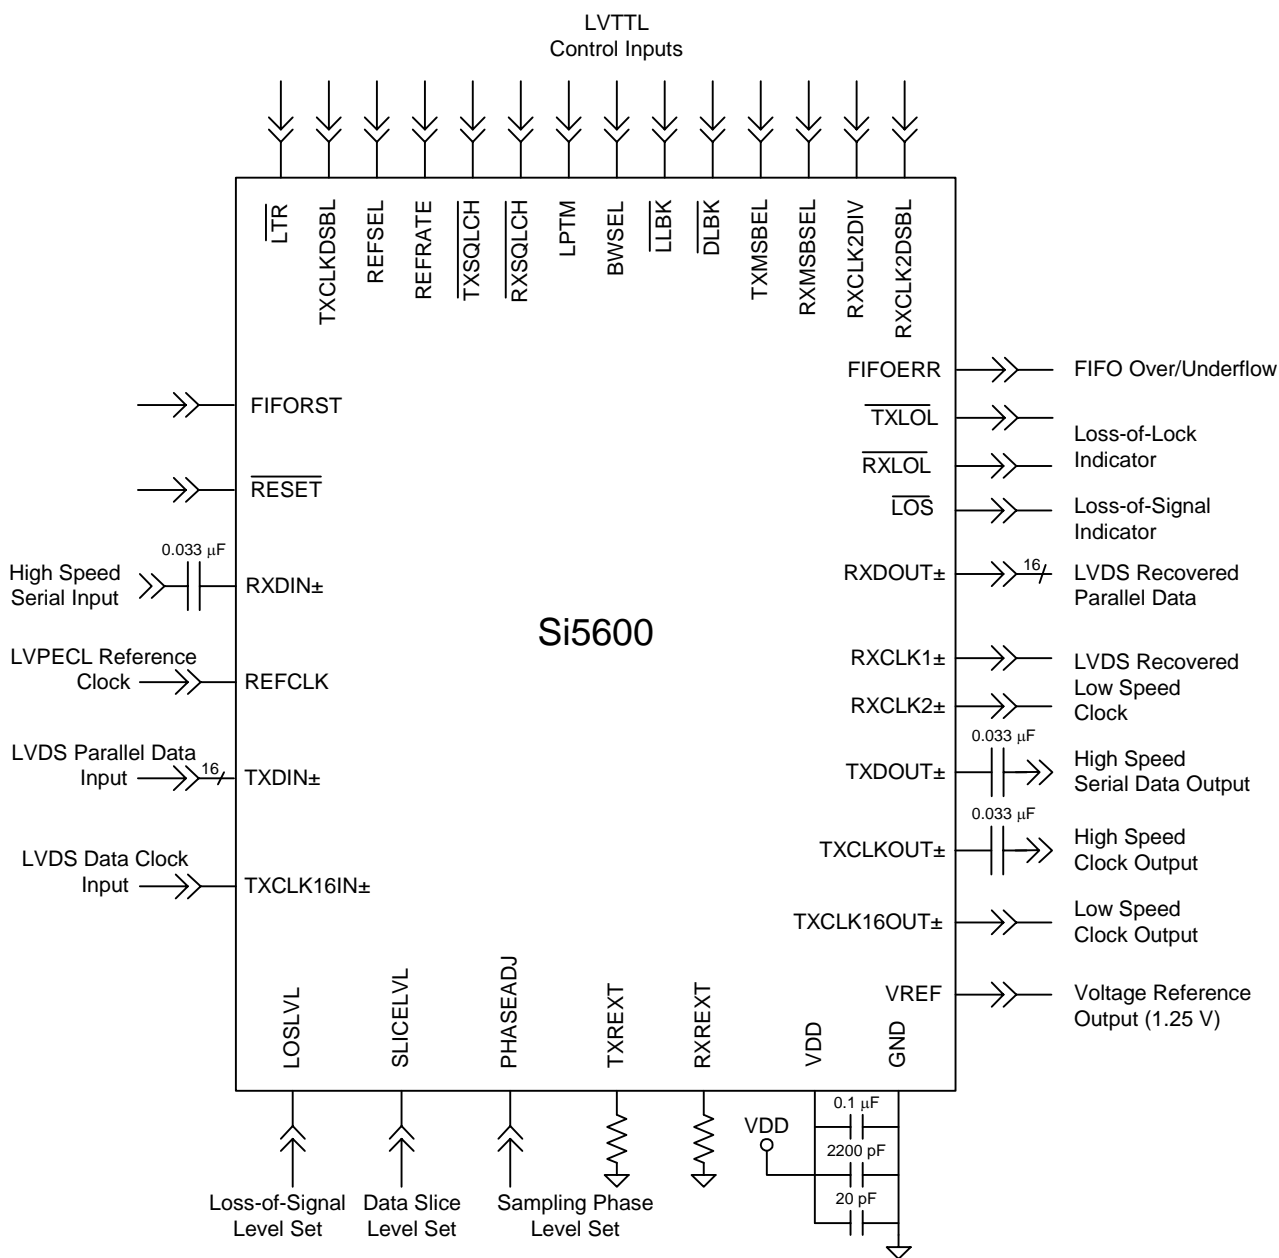 LVTTL
Control Inputs
LTR
TXCLKDSBL
REFSEL
REFRATE
TXSQLCH
RXSQLCH
LPTM
BWSEL
LLBK
DLBK
TXMSBEL
RXMSBSEL
RXCLK2DIV
RXCLK2DSBL
FIFOERR
FIFO Over/Underflow
FIFORST
TXLOL
RXLOL
Loss-of-Lock
Indicator
RESET
LOS
Loss-of-Signal
Indicator
0.033 μF
High Speed
Serial Input
RXDIN±
RXDOUT±
16
LVDS Recovered
Parallel Data
Si5600
LVPECL Reference
Clock
REFCLK
RXCLK1±
RXCLK2±
LVDS Recovered
Low Speed
Clock
LVDS Parallel Data
Input
16
TXDIN±
0.033 μF
TXDOUT±
High Speed
Serial Data Output
0.033 μF
TXCLKOUT±
High Speed
Clock Output
LVDS Data Clock
Input
TXCLK16IN±
TXCLK16OUT±
Low Speed
Clock Output
VREF
Voltage Reference
Output (1.25 V)
LOSLVL
SLICELVL
PHASEADJ
TXREXT
RXREXT
VDD
GND
0.1 μF
VDD
2200 pF
20 pF
Loss-of-Signal
Level Set
Data Slice
Level Set
Sampling Phase
Level Set